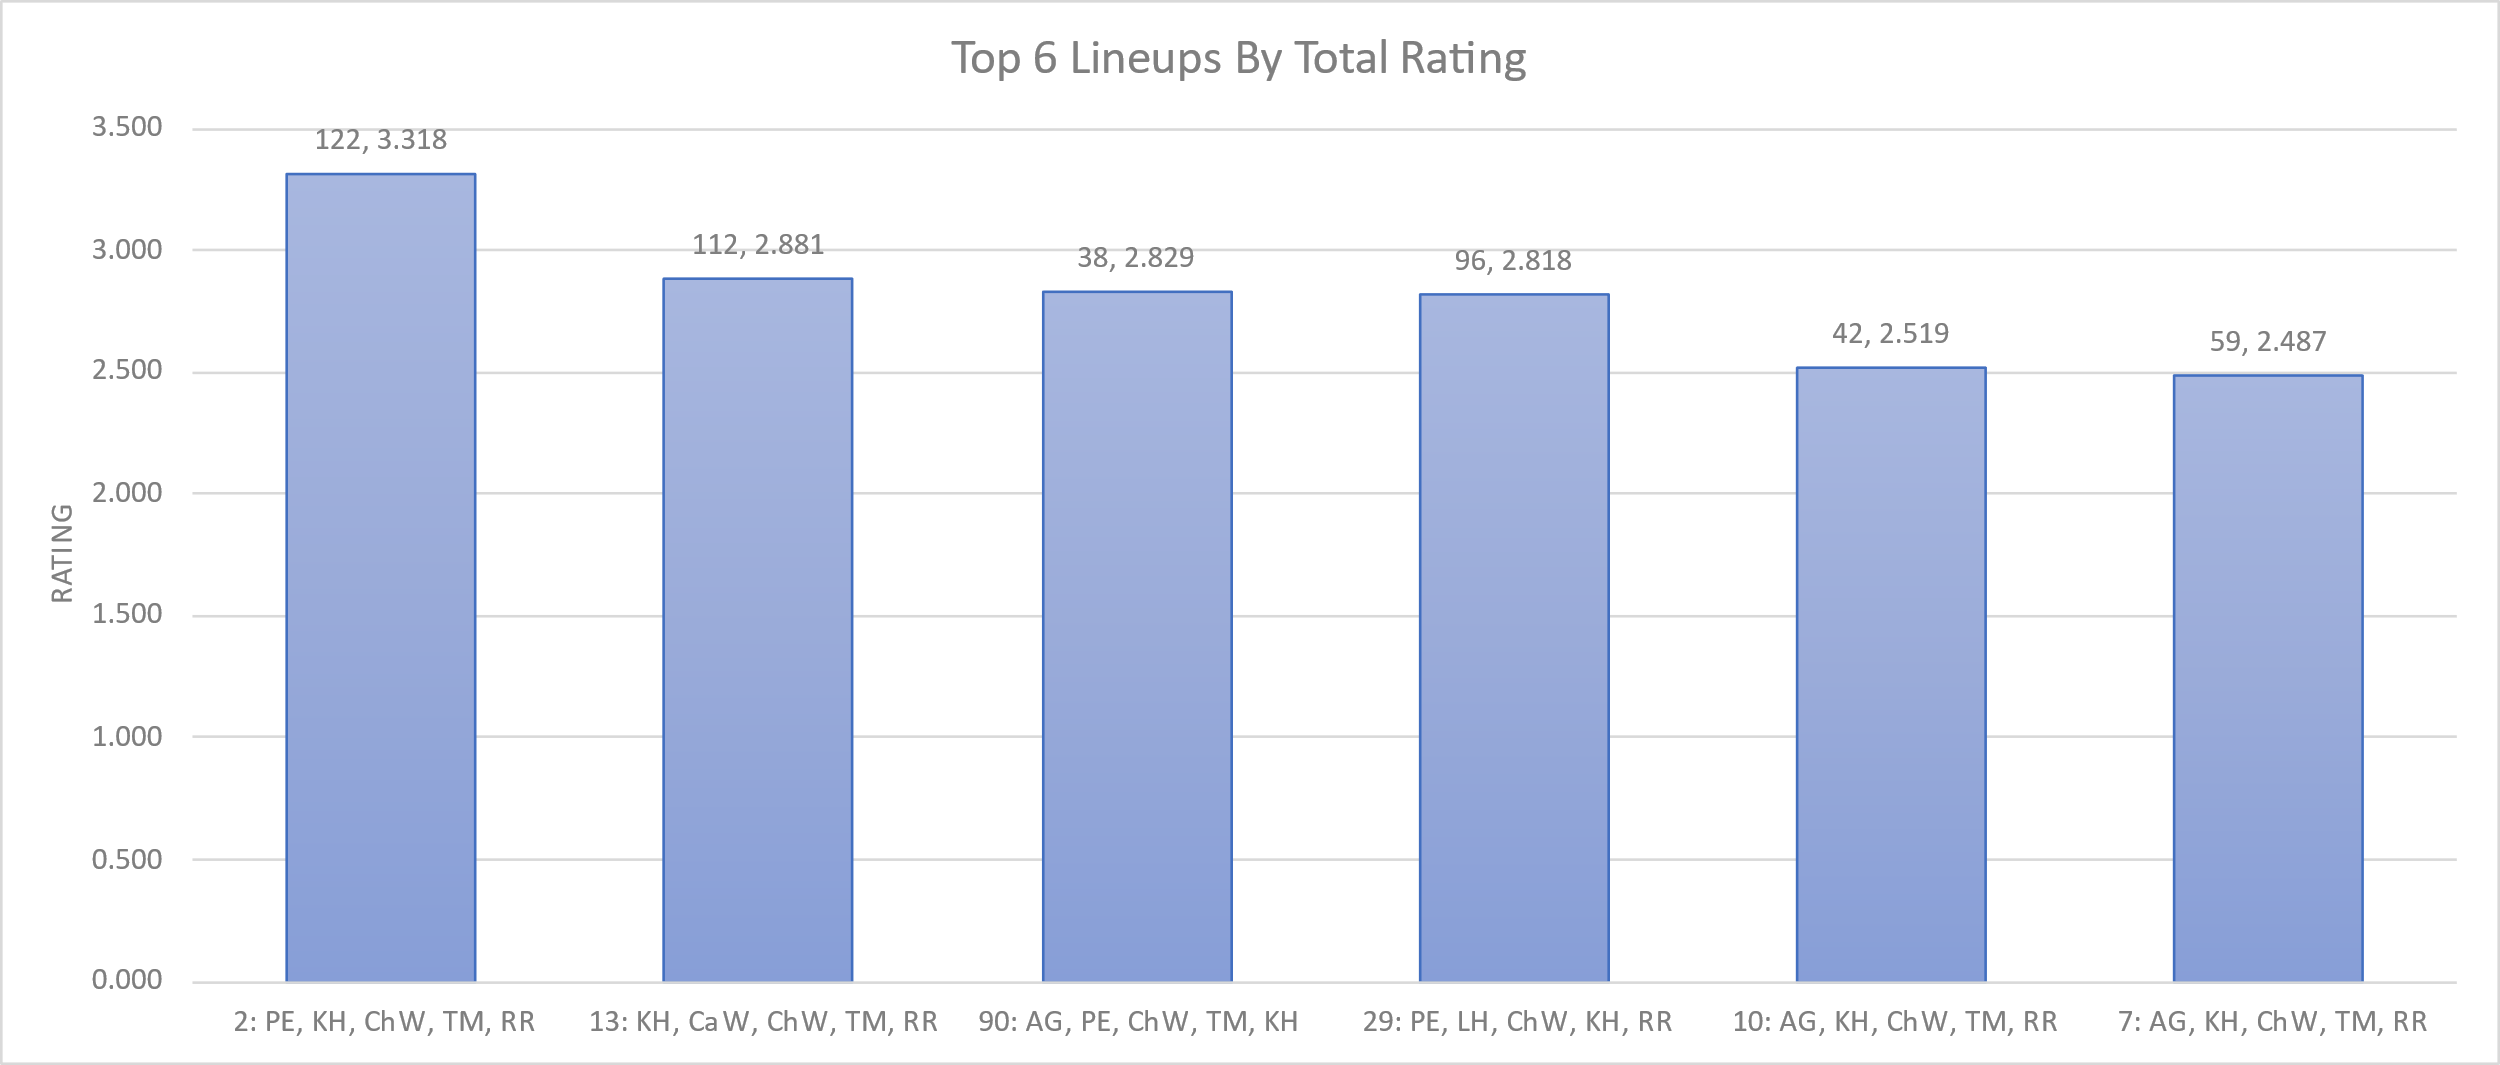 Top 6 Lineups By Total Rating
RATING
3.500
3.000
2.500
2.000
1.500
1.000
0.500
0.000
122, 3.318
112, 2.881
38, 2.829
96, 2.818
42, 2.519
59, 2.487
2: PE, KH, ChW, TM, RR
13: KH, CaW, ChW, TM, RR
90: AG, PE, ChW, TM, KH
29: PE, LH, ChW, KH, RR
10: AG, KH, ChW, TM, RR
7: AG, KH, ChW, TM, RR